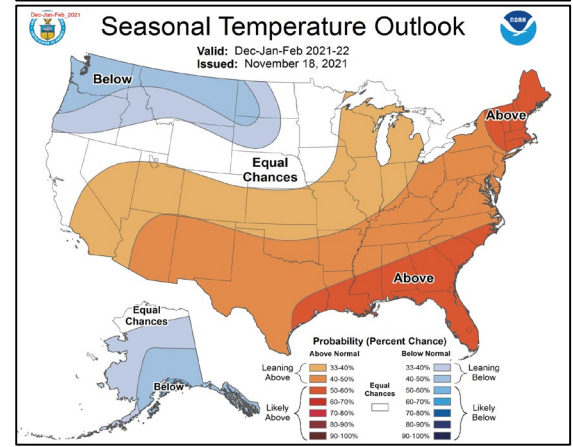 Dec-Jan-Feb_2021
Seasonal Temperature Outlook
NOAA
Valid: Dec-Jan-Feb 2021-22
Issued: November 18, 2021
Below
Above
Equal
Chances
Above
Equal
Chances
Below
Probability (Percent Chance)
Above Normal
Below Normal
Leaning
Above
33-40%
40-50%
Likely
Above
50-60%
60-70%
70-80%
80-90%
90-100%
Equal
Chances
33-40%
40-50%
Leaning
Below
50-60%
60-70%
70-80%
80-90%
90-100%
Likely
Below